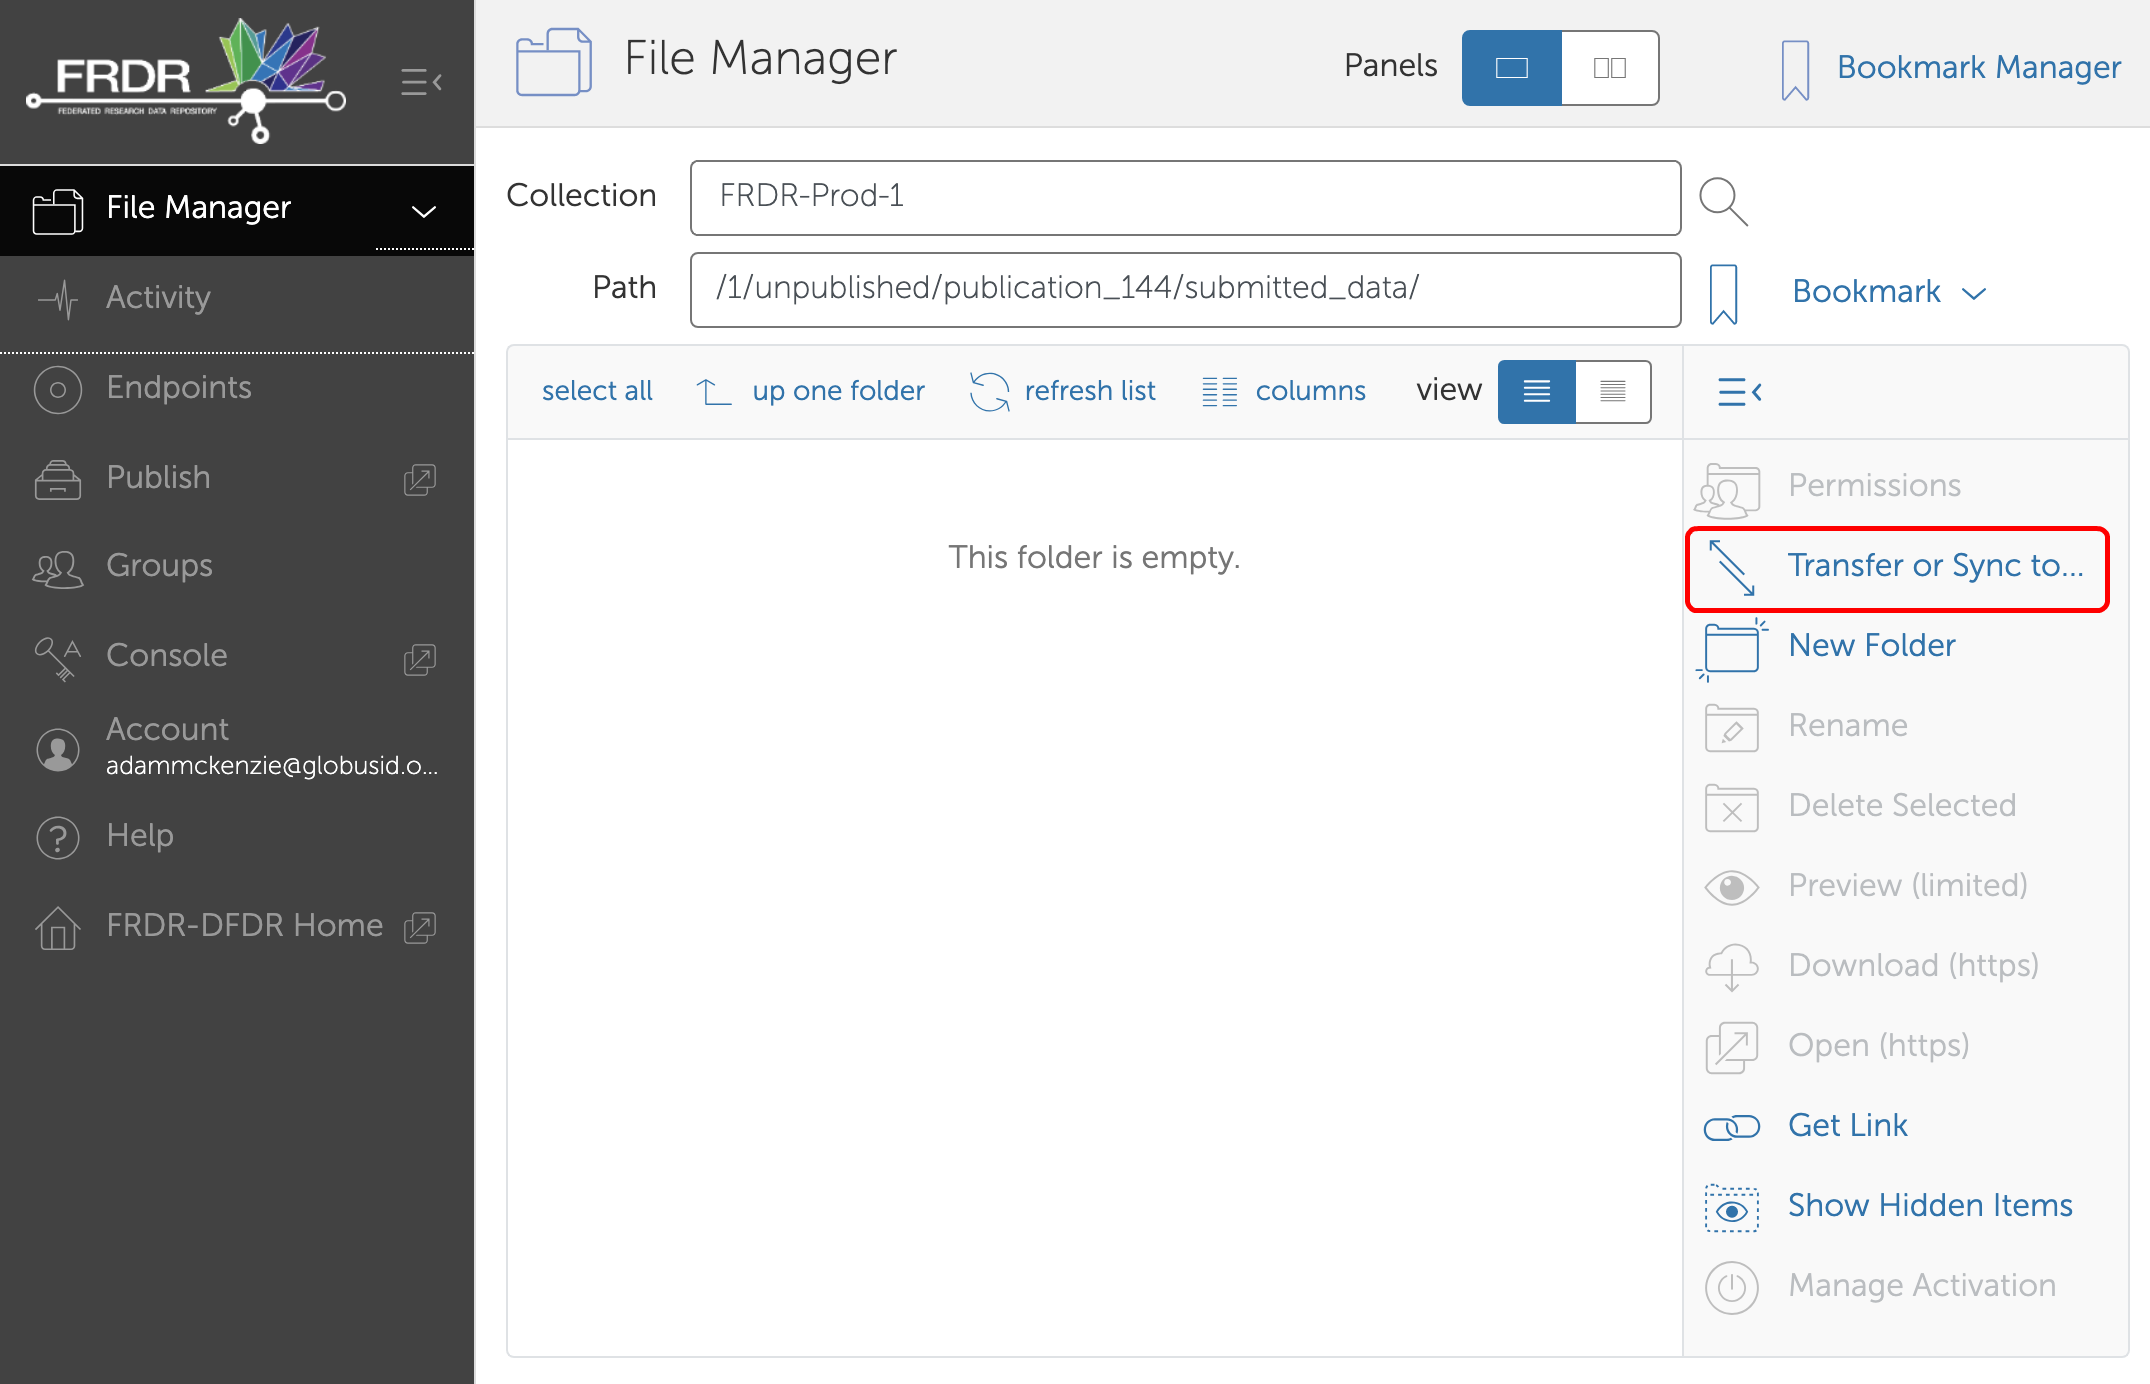 FRDR
FEDERATED RESEARCH DATA REPOSITORY
File Manager
Activity
Endpoints
Publish
Groups
Console
Account
adammckenzie@globusid.o...
Help
FRDR-DFDR Home
File Manager
Panels
Bookmark Manager
Collection
FRDR-Prod-1
Path
/1/unpublished/publication_144/submitted_data/
Bookmark
select all up one folder refresh list columns view
This folder is empty.
Permissions
Transfer or Sync to...
New Folder
Rename
Delete Selected
Preview (limited)
Download (https)
Open (https)
Get Link
Show Hidden Items
Manage Activation